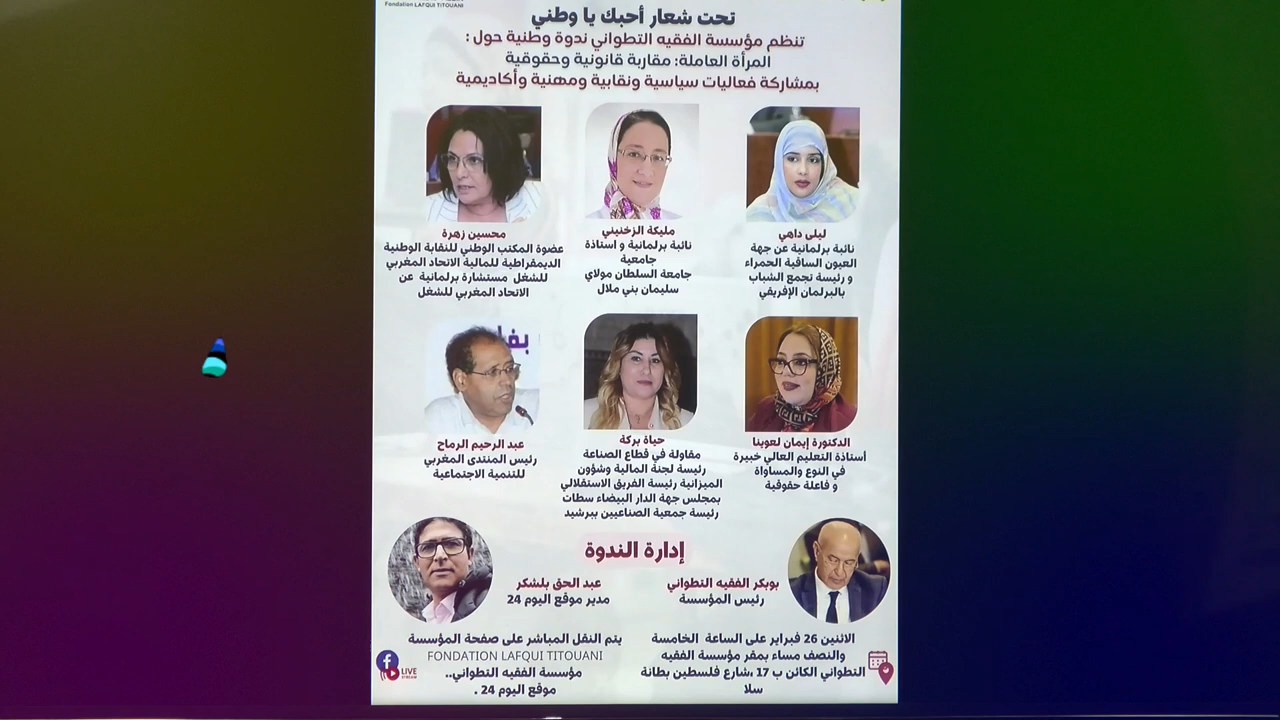 Fondation LAFQUI TITOUANI
تحت شعار أحبك يا وطني
تنظم مؤسسة الفقيه التطواني ندوة وطنية حول :
المرأة العاملة: مقاربة قانونية وحقوقية
بمشاركة فعاليات سياسية ونقابية ومهنية وأكاديمية
ليلى داهي
نائبة برلمانية عن جهة
العيون الساقية الحمراء
و رئيسة تجمع الشباب
بالبرلمان الإفريقي
مليكة الزخنيني
نائبة برلمانية و استاذة
جامعية
جامعة السلطان مولاي
سليمان بني ملال
محسين زهرة
عضوة المكتب الوطني للنقابة الوطنية
الديمقراطية للمالية الاتحاد المغربي
للشغل مستشارة برلمانية عن
الاتحاد المغربي للشغل
بغا
الدكتورة إيمان لعوينا
أستاذة التعليم العالي خبيرة
في النوع والمساواة
و فاعلة حقوقية
حياة بركة
مقاولة في قطاع الصناعة
رئيسة لجنة المالية وشؤون
الميزانية رئيسة الفريق الاستقلالي
بمجلس جهة الدار البيضاء سطات
رئيسة جمعية الصناعيين ببرشيد
عبد الرحيم الرماح
رئيس المنتدى المغربي
للتنمية الاجتماعية
إدارة الندوة
بوبكر الفقيه التطواني
رئيس المؤسسة
عبد الحق بلشكر
مدير موقع اليوم 24
الاثنين 26 فبراير على الساعة الخامسة
والنصف مساء بمقر مؤسسة الفقيه
التطواني الكائن ب 17 ،شارع فلسطين بطانة
سلا
يتم النقل المباشر على صفحة المؤسسة
FONDATION LAFQUI TITOUANI
مؤسسة الفقيه التطواني..
موقع اليوم 24 .
LIVE
STREAM